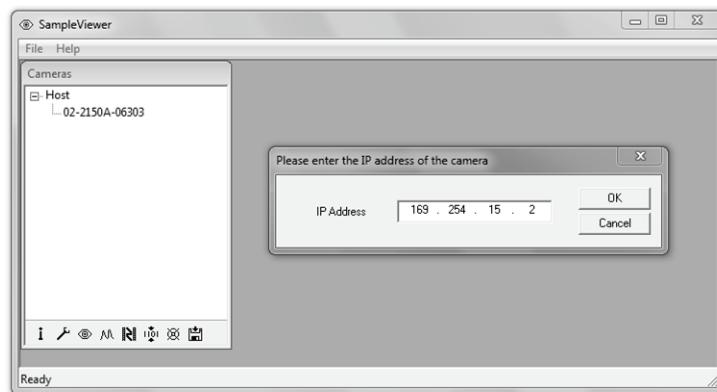 SampleViewer
File Help
Cameras
Host
02-2150A-06303
Please enter the IP address of the camera
IP Address 169 . 254 . 15 . 2
OK
Cancel
Ready